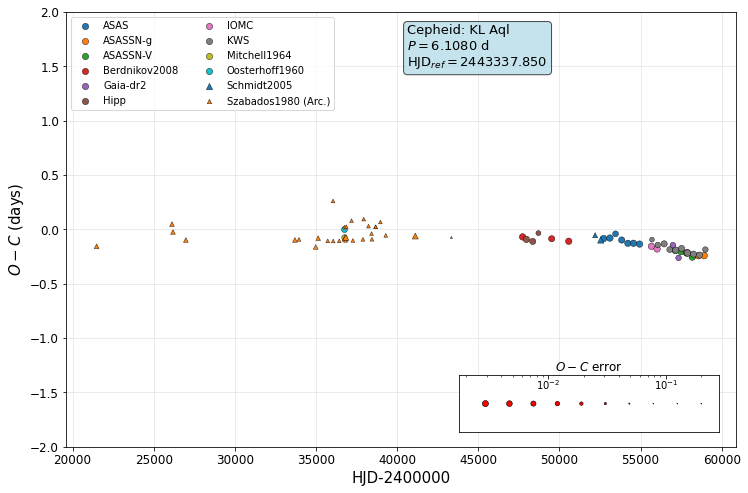 ASAS
ASASSN-g
ASASSN-V
Berdnikov2008
Gaia-dr2
Hipp
IOMC
KWS
Mitchell1964
Oosterhoff1960
Schmidt2005
Szabados1980 (Arc.)
Cepheid: KL Aql
P = 6.1080 d
HJD_ref = 2443337.850
2.0
1.5
1.0
0.5
0.0
−0.5
−1.0
−1.5
−2.0
O − C (days)
O − C error
10^−2
10^−1
20000
25000
30000
35000
40000
45000
50000
55000
60000
HJD-2400000